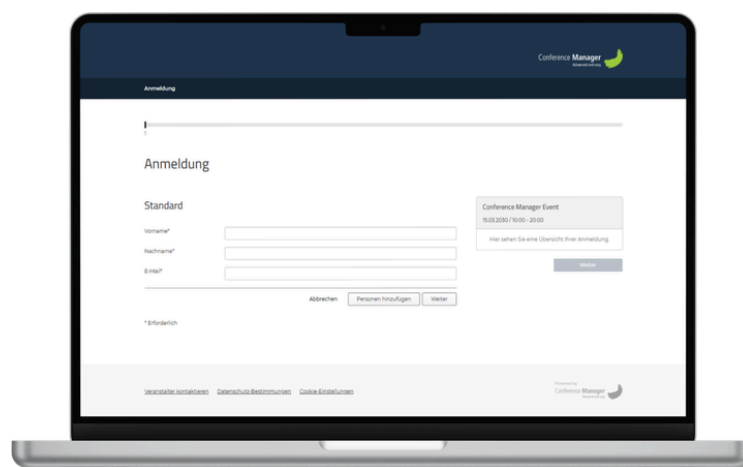 Conference Manager
Anmeldung
1
Anmeldung
Standard
Vorname*
Nachname*
E-Mail*
Abbrechen
Personen hinzufügen
Weiter
* Erforderlich
Conference Manager Event
15.03.2030 / 10:00 - 20:00
Hier sehen Sie eine Übersicht Ihrer Anmeldung.
Weiter
Veranstalter kontaktieren
Datenschutz-Bestimmungen
Cookie-Einstellungen
Powered by
Conference Manager